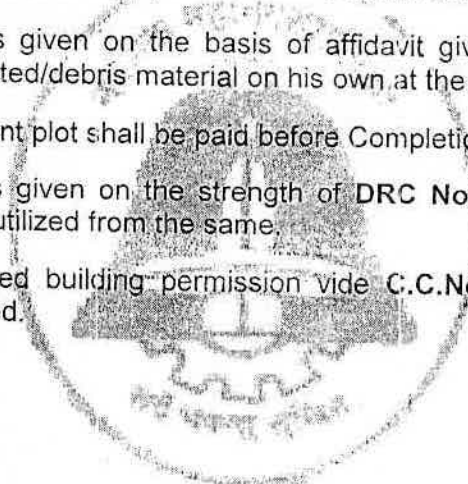 s given on the basis of affidavit giv
ted/debris material on his own at the
nt plot shall be paid before Completio
s given on the strength of DRC No
utilized from the same.
ed building permission vide C.C.No
d.